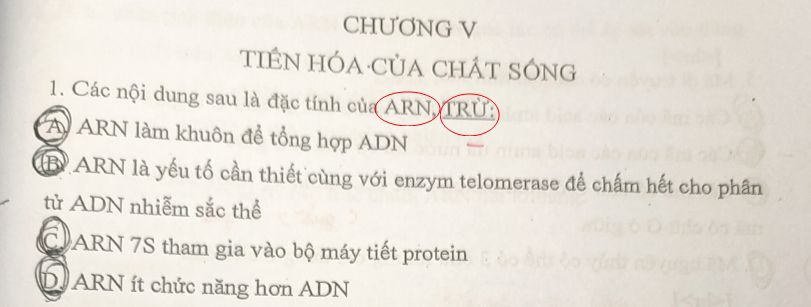 CHƯƠNG V
TIẾN HÓA CỦA CHẤT SỐNG
1. Các nội dung sau là đặc tính của ARN, TRỪ:
A. ARN làm khuôn để tổng hợp ADN
B. ARN là yếu tố cần thiết cùng với enzym telomerase để chấm hết cho phân
tử ADN nhiễm sắc thể
C. ARN 7S tham gia vào bộ máy tiết protein
D. ARN ít chức năng hơn ADN